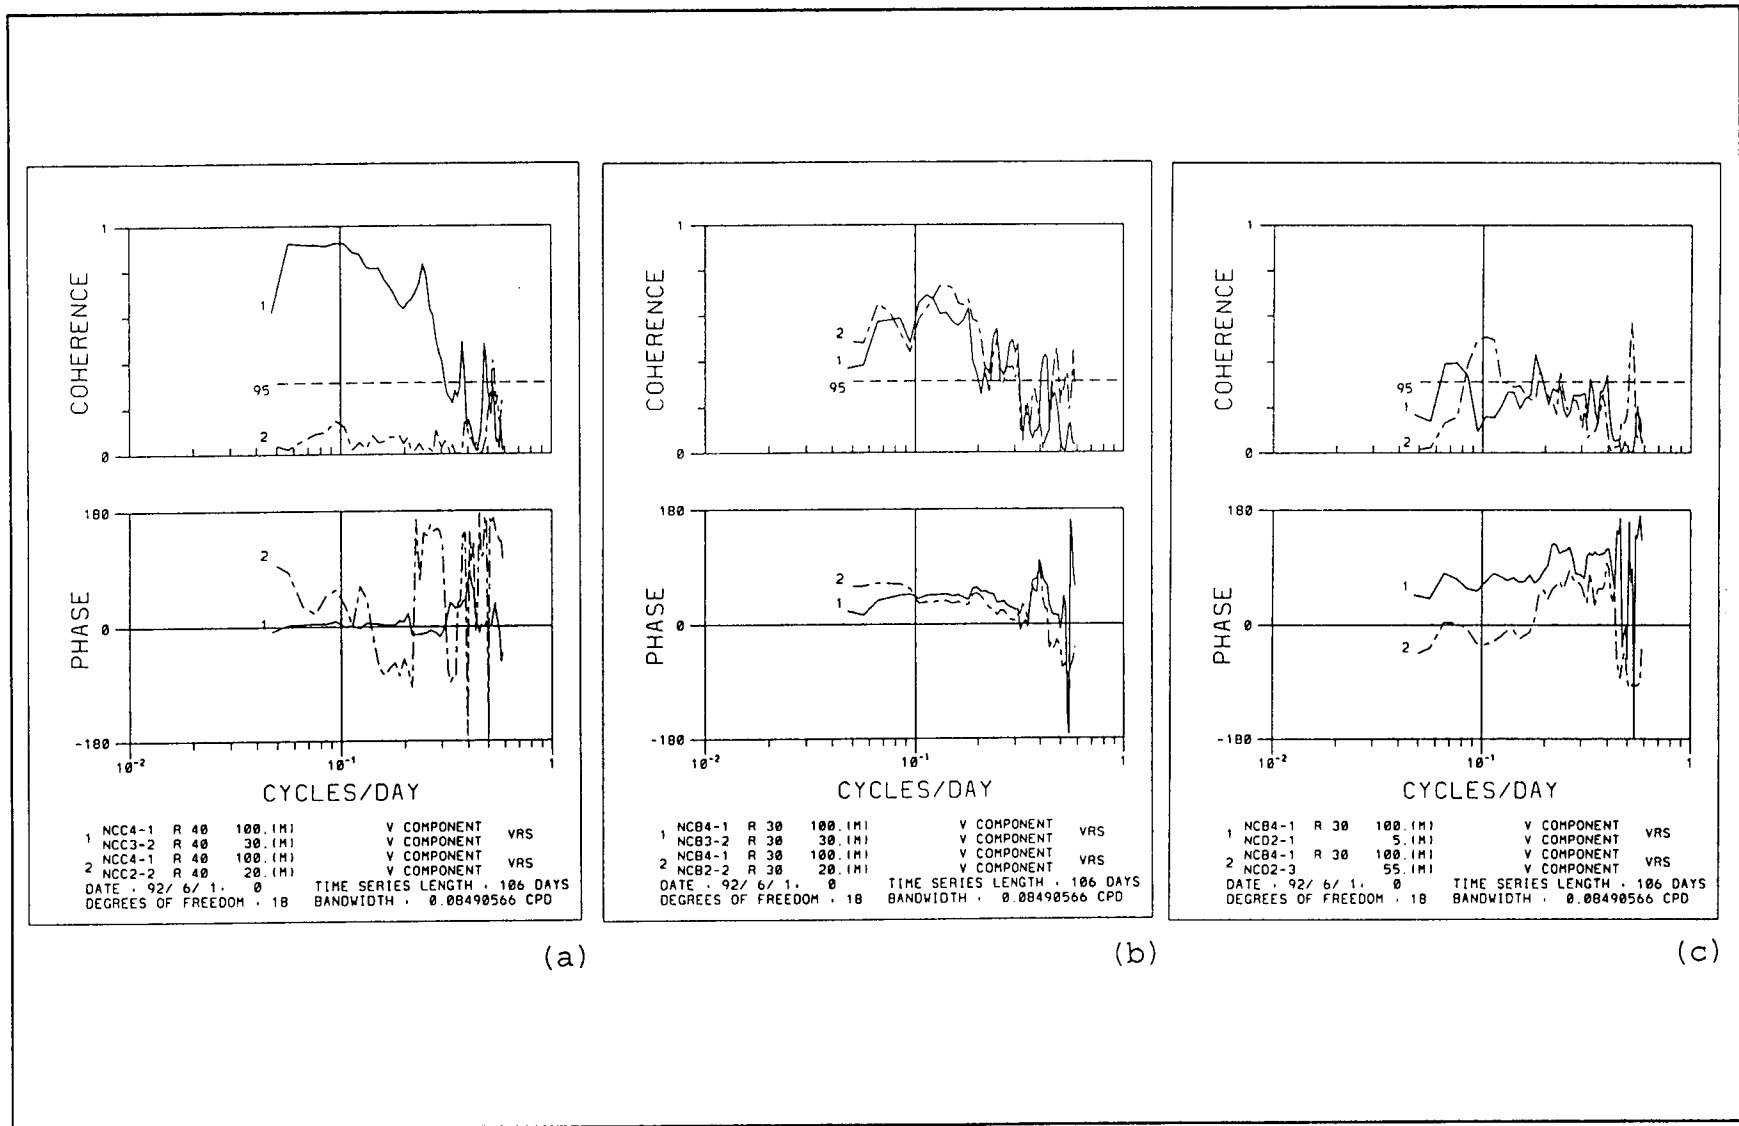 1
COHERENCE
1
95
2
0
180
2
PHASE
1
-180
10-2
10-1
1
CYCLES/DAY
1 NCC4-1 R 40 100.(M) V COMPONENT VRS
NCC3-2 R 40 30.(M) V COMPONENT
2 NCC4-1 R 40 100.(M) V COMPONENT VRS
NCC2-2 R 40 20.(M) V COMPONENT
DATE . 92/ 6/ 1. 0 TIME SERIES LENGTH . 106 DAYS
DEGREES OF FREEDOM . 18 BANDWIDTH . 0.08490566 CPD
(a)
1
COHERENCE
2
1
95
0
180
2
PHASE
1
0
-180
10-2
10-1
1
CYCLES/DAY
1 NCB4-1 R 30 100.(M) V COMPONENT VRS
NCB3-2 R 30 30.(M) V COMPONENT
2 NCB4-1 R 30 100.(M) V COMPONENT VRS
NCB2-2 R 30 20.(M) V COMPONENT
DATE . 92/ 6/ 1. 0 TIME SERIES LENGTH . 106 DAYS
DEGREES OF FREEDOM . 18 BANDWIDTH . 0.08490566 CPD
(b)
1
COHERENCE
95
1
2
0
180
PHASE
1
0
2
-180
10-2
10-1
1
CYCLES/DAY
1 NCB4-1 R 30 100.(M) V COMPONENT VRS
NCD2-1 5.(M) V COMPONENT
2 NCB4-1 R 30 100.(M) V COMPONENT VRS
NCD2-3 55.(M) V COMPONENT
DATE . 92/ 6/ 1. 0 TIME SERIES LENGTH . 106 DAYS
DEGREES OF FREEDOM . 18 BANDWIDTH . 0.08490566 CPD
(c)